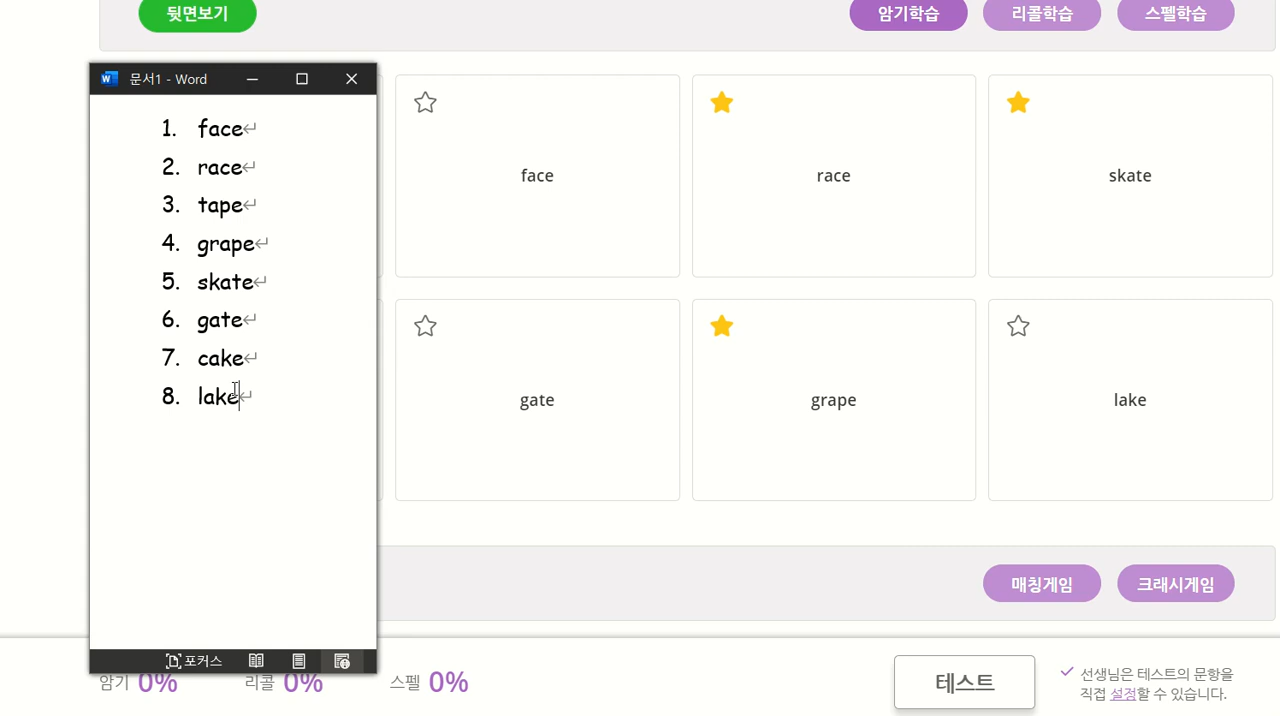 뒷면보기
암기학습
리콜학습
스펠학습
문서1 - Word
1. face
2. race
3. tape
4. grape
5. skate
6. gate
7. cake
8. lake
face
race
skate
gate
grape
lake
매칭게임
크래시게임
포커스
암기 0%
리콜 0%
스펠 0%
테스트
선생님은 테스트의 문항을
직접 설정할 수 있습니다.